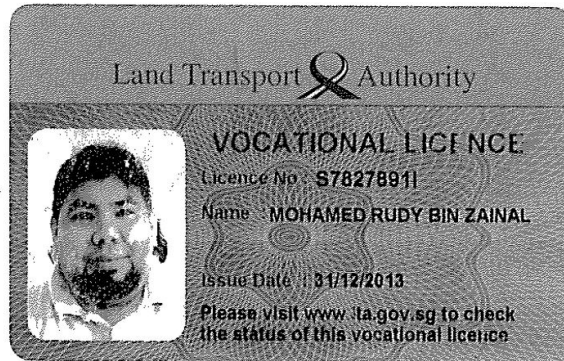 Land Transport Authority
VOCATIONAL LICENCE
Licence No : S7827891I
Name : MOHAMED RUDY BIN ZAINAL
Issue Date : 31/12/2013
Please visit www.lta.gov.sg to check
the status of this vocational licence